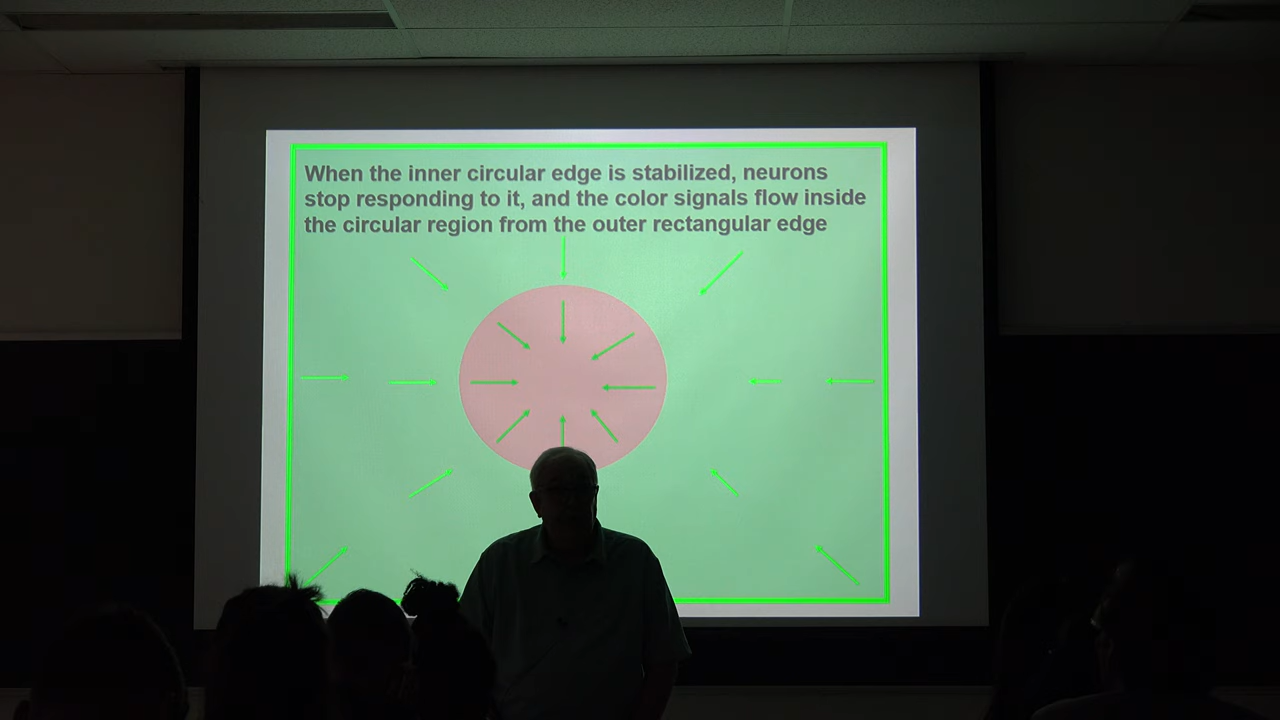 When the inner circular edge is stabilized, neurons
stop responding to it, and the color signals flow inside
the circular region from the outer rectangular edge